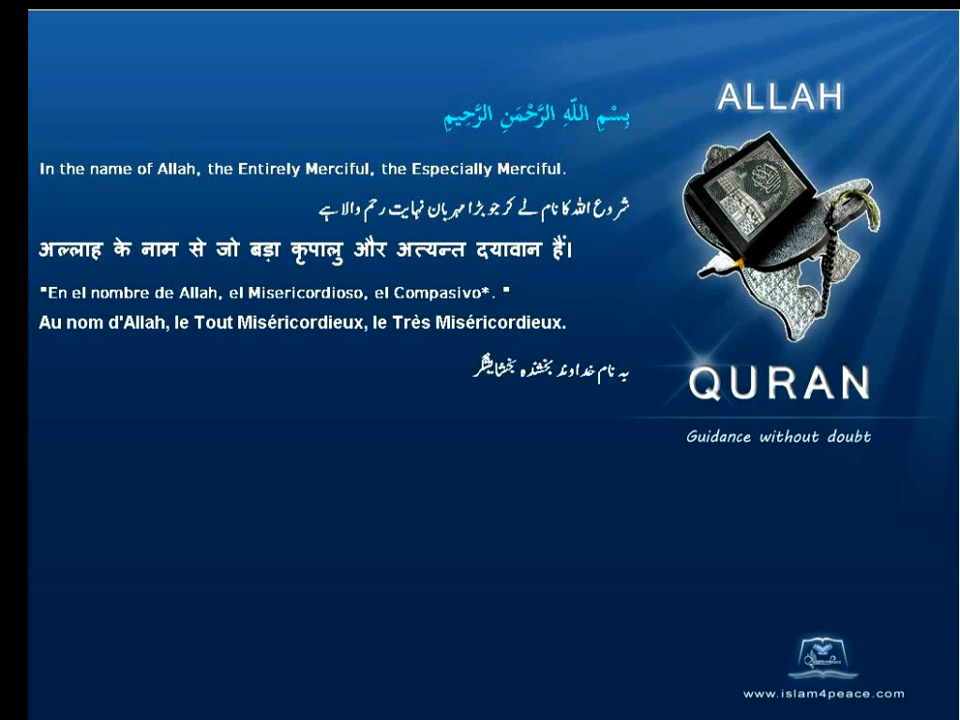 بِسْمِ اللَّهِ الرَّحْمَنِ الرَّحِيمِ
In the name of Allah, the Entirely Merciful, the Especially Merciful.
شروع الله کا نام لے کر جو بڑا مہربان نہایت رحم والا ہے
अल्लाह के नाम से जो बड़ा कृपालु और अत्यन्त दयावान हैं।
"En el nombre de Allah, el Misericordioso, el Compasivo*. "
Au nom d'Allah, le Tout Miséricordieux, le Très Miséricordieux.
به نام خداوند بخشنده بخشایشگر
ALLAH
QURAN
Guidance without doubt
www.islam4peace.com